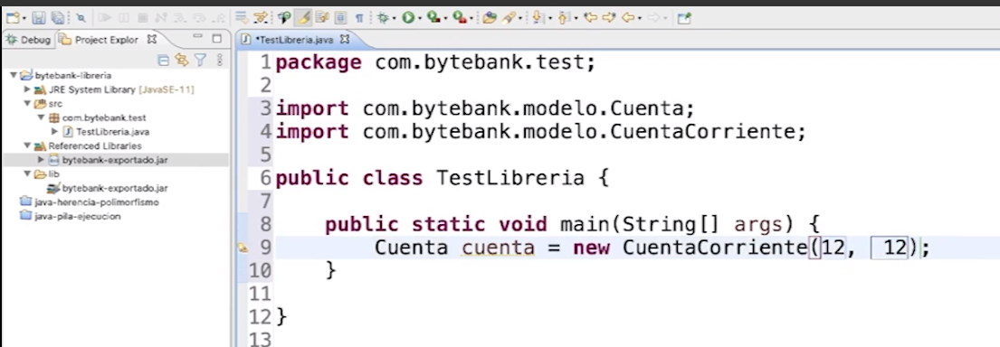 Debug Project Explor *TestLibreria.java
bytebank-libreria
JRE System Library [JavaSE-11]
src
com.bytebank.test
TestLibreria.java
Referenced Libraries
bytebank-exportado.jar
lib
bytebank-exportado.jar
java-herencia-polimorfismo
java-pila-ejecucion
1 package com.bytebank.test;
2
3 import com.bytebank.modelo.Cuenta;
4 import com.bytebank.modelo.CuentaCorriente;
5
6 public class TestLibreria {
7
8 public static void main(String[] args) {
9 Cuenta cuenta = new CuentaCorriente(12, 12);
10 }
11
12 }
13